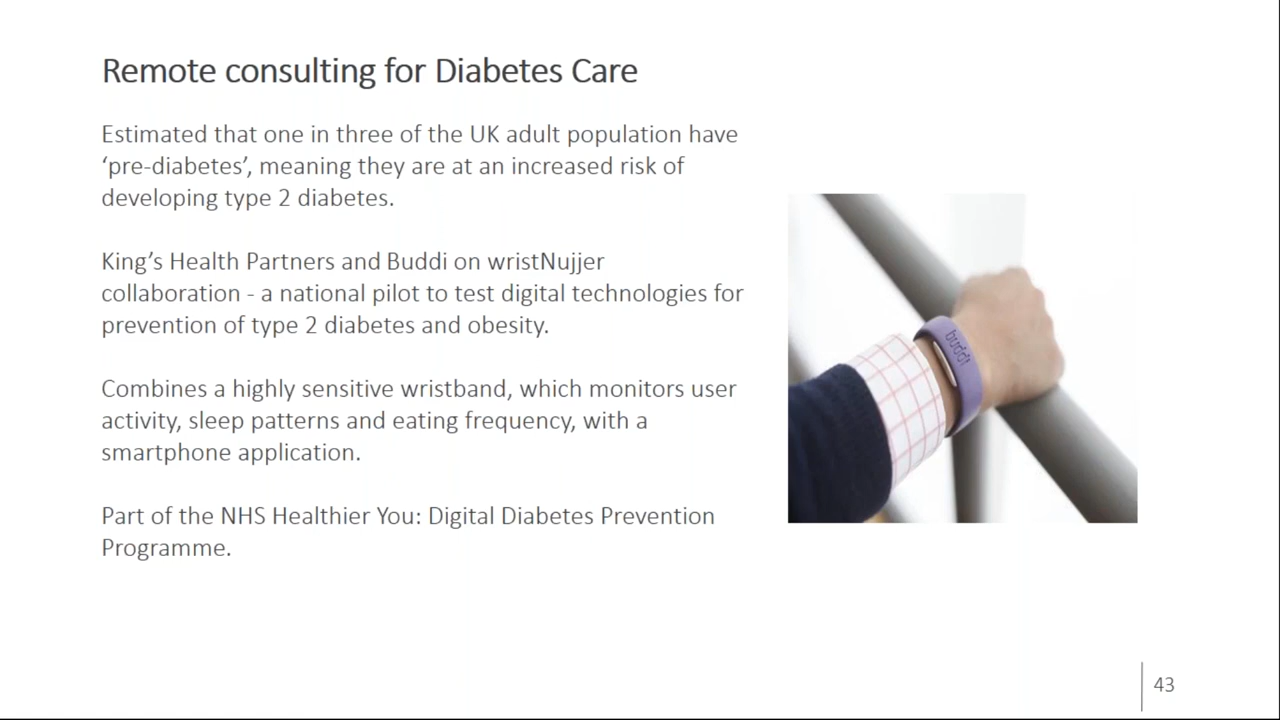 Remote consulting for Diabetes Care
Estimated that one in three of the UK adult population have
‘pre-diabetes’, meaning they are at an increased risk of
developing type 2 diabetes.
King’s Health Partners and Buddi on wristNujjer
collaboration - a national pilot to test digital technologies for
prevention of type 2 diabetes and obesity.
Combines a highly sensitive wristband, which monitors user
activity, sleep patterns and eating frequency, with a
smartphone application.
Part of the NHS Healthier You: Digital Diabetes Prevention
Programme.
buddi
43